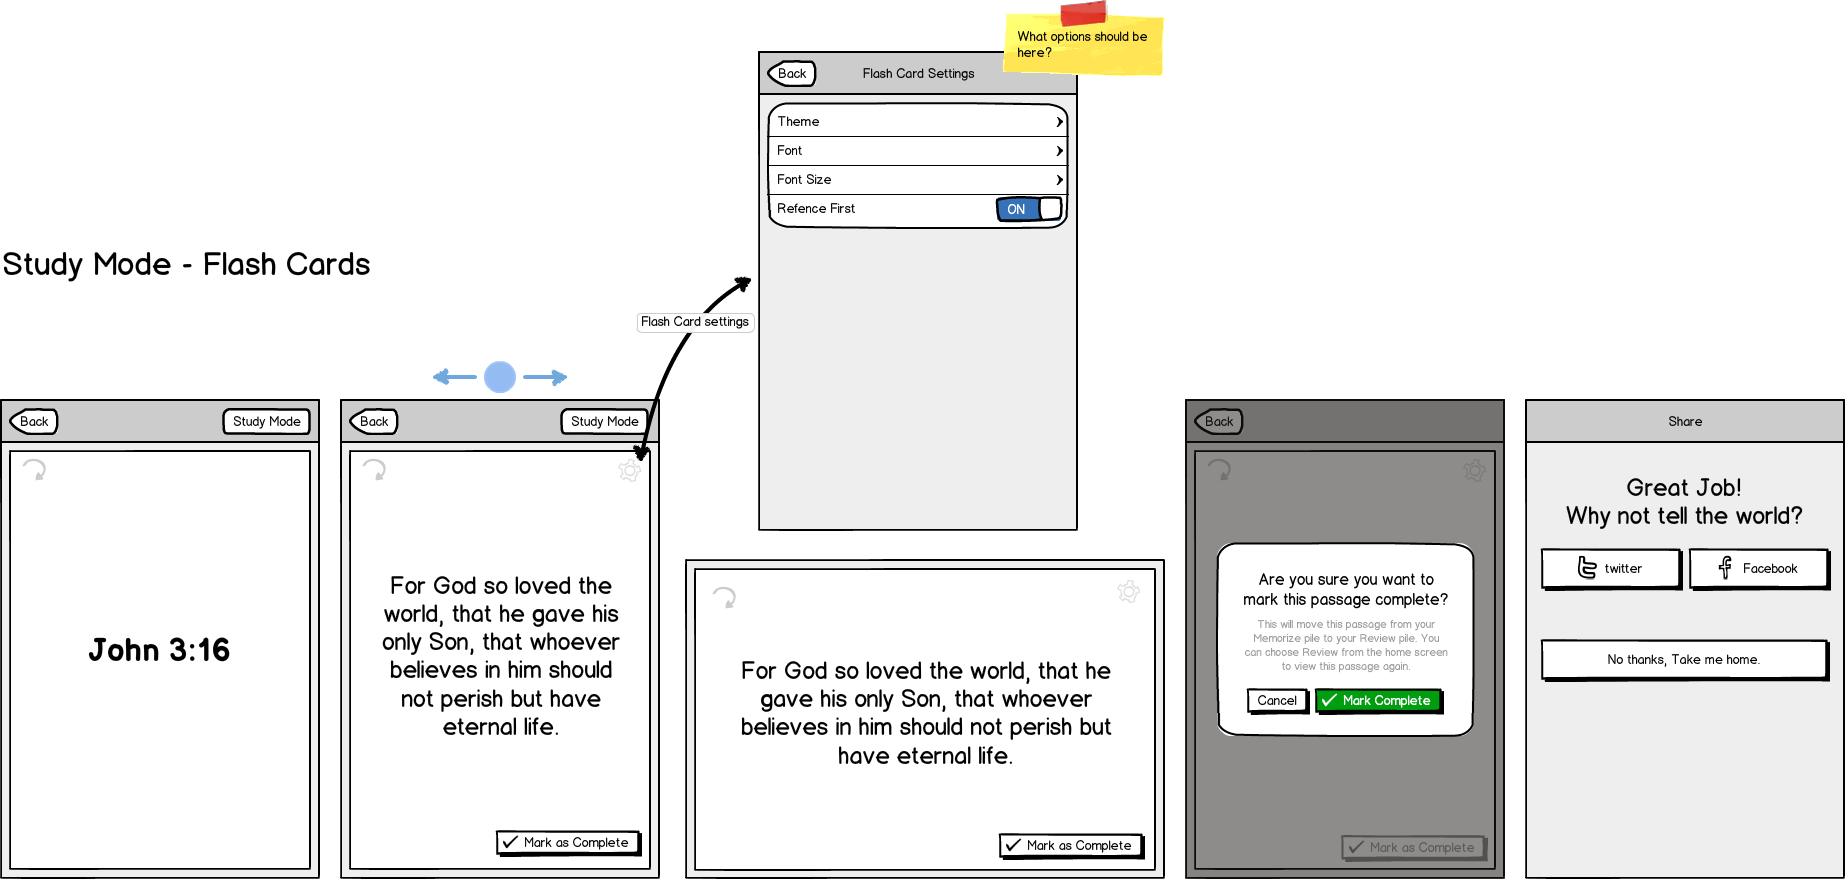 What options should be
here?
Back
Flash Card Settings
Theme
Font
Font Size
Refence First
ON
Study Mode - Flash Cards
Flash Card settings
Back
Study Mode
John 3:16
Back
Study Mode
For God so loved the
world, that he gave his
only Son, that whoever
believes in him should
not perish but have
eternal life.
Mark as Complete
For God so loved the world, that he
gave his only Son, that whoever
believes in him should not perish but
have eternal life.
Mark as Complete
Back
Are you sure you want to
mark this passage complete?
This will move this passage from your
Memorize pile to your Review pile. You
can choose Review from the home screen
to view this passage again.
Cancel
Mark Complete
Mark as Complete
Share
Great Job!
Why not tell the world?
twitter
Facebook
No thanks, Take me home.